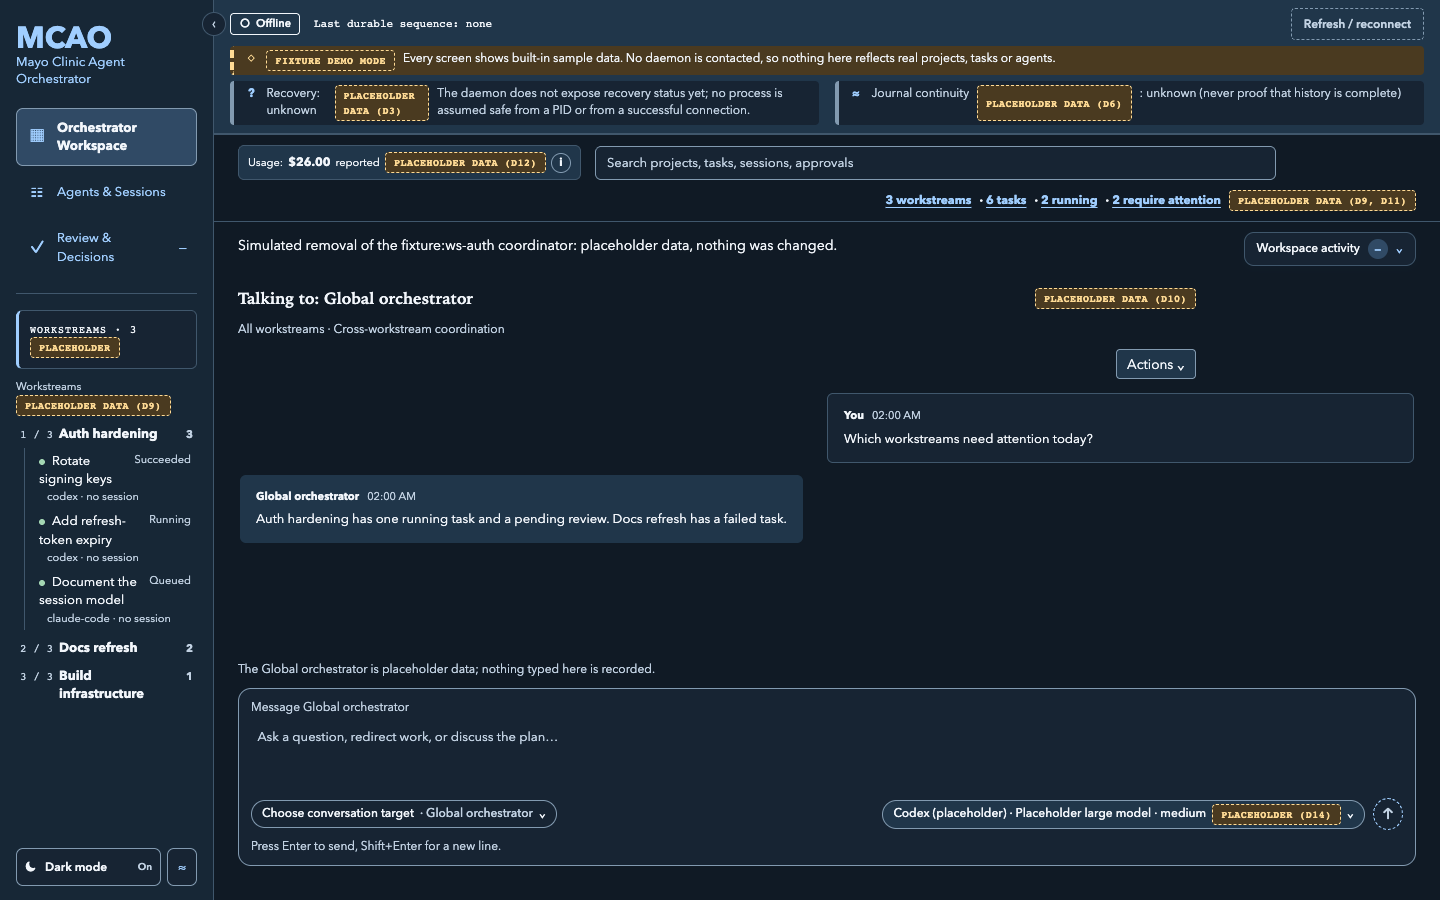 MCAO
Mayo Clinic Agent
Orchestrator
Orchestrator
Workspace
Agents & Sessions
Review &
Decisions
–
WORKSTREAMS · 3
PLACEHOLDER
Workstreams
PLACEHOLDER DATA (D9)
1 / 3 Auth hardening 3
Rotate
signing keys
Succeeded
codex · no session
Add refresh-
token expiry
Running
codex · no session
Document the
session model
Queued
claude-code · no session
2 / 3 Docs refresh 2
3 / 3 Build
infrastructure
1
Dark mode On
≈
‹
Offline
Last durable sequence: none
Refresh / reconnect
◇ FIXTURE DEMO MODE Every screen shows built-in sample data. No daemon is contacted, so nothing here reflects real projects, tasks or agents.
? Recovery:
unknown
PLACEHOLDER
DATA (D3)
The daemon does not expose recovery status yet; no process is
assumed safe from a PID or from a successful connection.
≈ Journal continuity PLACEHOLDER DATA (D6) : unknown (never proof that history is complete)
Usage: $26.00 reported PLACEHOLDER DATA (D12) i
Search projects, tasks, sessions, approvals
3 workstreams · 6 tasks · 2 running · 2 require attention PLACEHOLDER DATA (D9, D11)
Simulated removal of the fixture:ws-auth coordinator: placeholder data, nothing was changed.
Workspace activity –
Talking to: Global orchestrator
PLACEHOLDER DATA (D10)
All workstreams · Cross-workstream coordination
Actions
You 02:00 AM
Which workstreams need attention today?
Global orchestrator 02:00 AM
Auth hardening has one running task and a pending review. Docs refresh has a failed task.
The Global orchestrator is placeholder data; nothing typed here is recorded.
Message Global orchestrator
Ask a question, redirect work, or discuss the plan…
Choose conversation target · Global orchestrator
Codex (placeholder) · Placeholder large model · medium PLACEHOLDER (D14)
Press Enter to send, Shift+Enter for a new line.